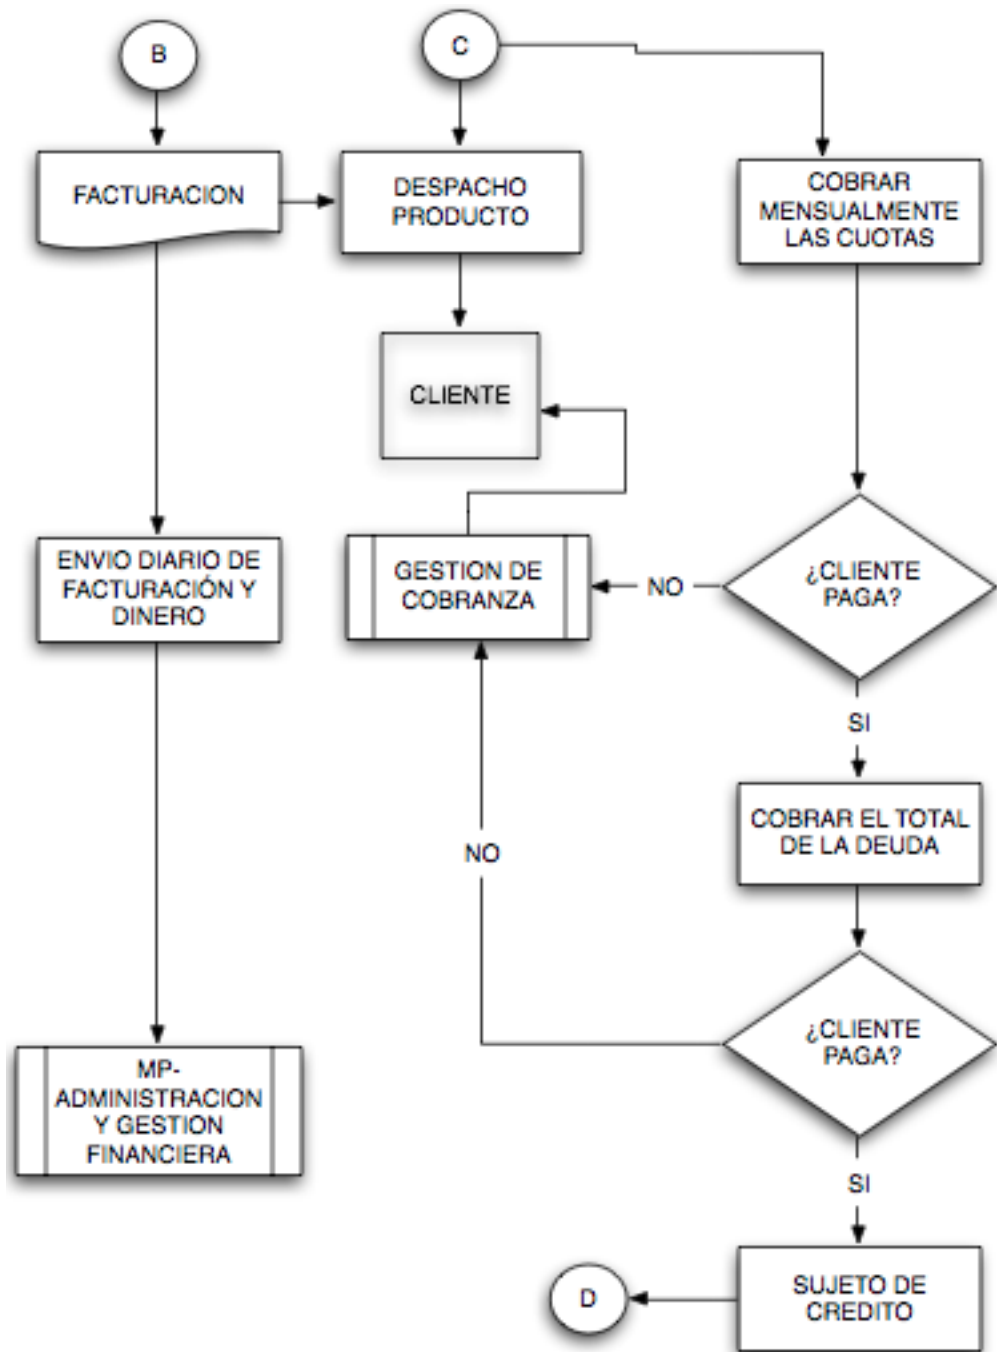 B
C
FACTURACION
DESPACHO
PRODUCTO
COBRAR
MENSUALMENTE
LAS CUOTAS
CLIENTE
ENVIO DIARIO DE
FACTURACIÓN Y
DINERO
GESTION DE
COBRANZA
NO
¿CLIENTE
PAGA?
SI
COBRAR EL TOTAL
DE LA DEUDA
NO
¿CLIENTE
PAGA?
MP-
ADMINISTRACION
Y GESTION
FINANCIERA
SI
D
SUJETO DE
CREDITO